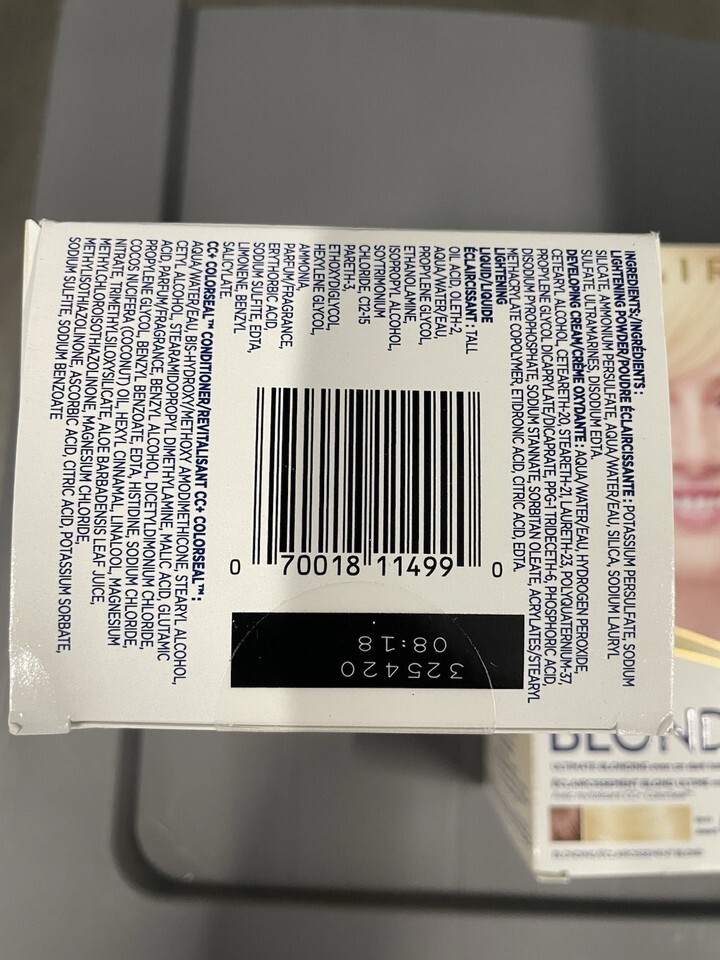 INGREDIENTS:/INGRÉDIENTS :
LIGHTENING POWDER/POUDRE ÉCLAIRCISSANTE : POTASSIUM PERSULFATE, SODIUM
SILICATE, AMMONIUM PERSULFATE, AQUA/WATER/EAU, SILICA, SODIUM LAURYL
SULFATE, ULTRAMARINES, DISODIUM EDTA
DEVELOPING CREAM/CRÈME OXYDANTE : AQUA/WATER/EAU, HYDROGEN PEROXIDE,
CETEARYL ALCOHOL, CETEARETH-20, STEARETH-21, LAURETH-23, POLYQUATERNIUM-37,
PROPYLENE GLYCOL DICAPRYLATE/DICAPRATE, PPG-1 TRIDECETH-6, PHOSPHORIC ACID,
DISODIUM PYROPHOSPHATE, SODIUM STANNATE, SORBITAN OLEATE, ACRYLATES/STEARYL
METHACRYLATE COPOLYMER, ETIDRONIC ACID, CITRIC ACID, EDTA
LIGHTENING
LIQUID/LIQUIDE
ÉCLAIRCISSANT : TALL
OIL ACID, OLETH-2,
AQUA/WATER/EAU,
PROPYLENE GLYCOL,
ETHANOLAMINE,
ISOPROPYL ALCOHOL,
SOYTRIMONIUM
CHLORIDE, C12-15
PARETH-3,
ETHOXYDIGLYCOL,
HEXYLENE GLYCOL,
AMMONIA,
PARFUM/FRAGRANCE,
ERYTHORBIC ACID,
SODIUM SULFITE, EDTA,
LIMONENE, BENZYL
SALICYLATE
CC+ COLORSEAL™ CONDITIONER/REVITALISANT CC+ COLORSEAL™ :
AQUA/WATER/EAU, BIS-HYDROXY/METHOXY AMODIMETHICONE, STEARYL ALCOHOL,
CETYL ALCOHOL, STEARAMIDOPROPYL DIMETHYLAMINE, MALIC ACID, GLUTAMIC
ACID, PARFUM/FRAGRANCE, BENZYL ALCOHOL, DICETYLDIMONIUM CHLORIDE,
PROPYLENE GLYCOL, BENZYL BENZOATE, EDTA, HISTIDINE, SODIUM CHLORIDE,
COCOS NUCIFERA (COCONUT) OIL, HEXYL CINNAMAL, LINALOOL, MAGNESIUM
NITRATE, TRIMETHYLSILOXYSILICATE, ALOE BARBADENSIS LEAF JUICE,
METHYLCHLOROISOTHIAZOLINONE, MAGNESIUM CHLORIDE,
METHYLISOTHIAZOLINONE, ASCORBIC ACID, CITRIC ACID, POTASSIUM SORBATE,
SODIUM SULFITE, SODIUM BENZOATE
0 70018 11499 0
325420
08:18
BLOND